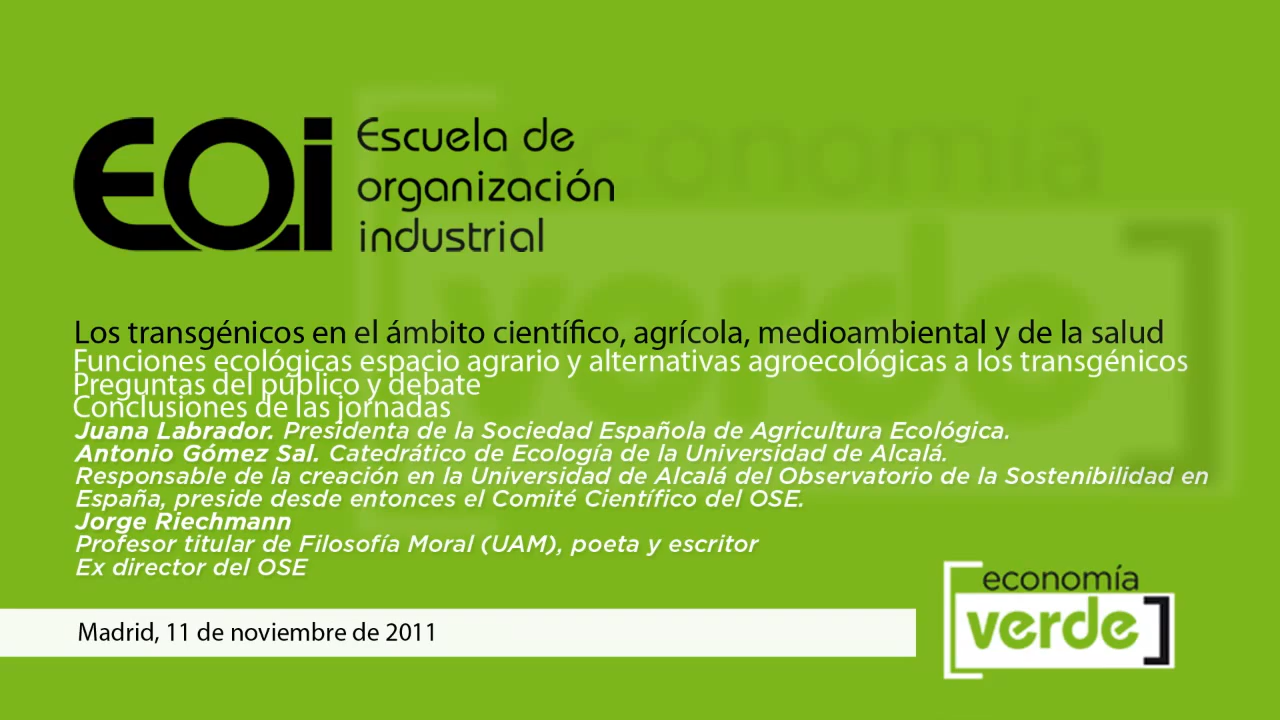 EOi
Escuela de
organización
industrial
Los transgénicos en el ámbito científico, agrícola, medioambiental y de la salud
Funciones ecológicas espacio agrario y alternativas agroecológicas a los transgénicos
Preguntas del público y debate
Conclusiones de las jornadas
Juana Labrador. Presidenta de la Sociedad Española de Agricultura Ecológica.
Antonio Gómez Sal. Catedrático de Ecología de la Universidad de Alcalá.
Responsable de la creación en la Universidad de Alcalá del Observatorio de la Sostenibilidad en
España, preside desde entonces el Comité Científico del OSE.
Jorge Riechmann
Profesor titular de Filosofía Moral (UAM), poeta y escritor
Ex director del OSE
Madrid, 11 de noviembre de 2011
economía
verde
economía
verde